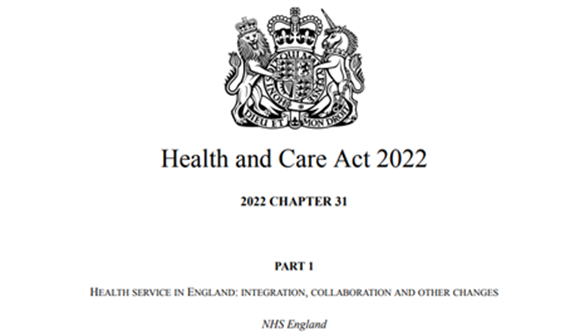 DIEU ET MON DROIT
Health and Care Act 2022
2022 CHAPTER 31
PART 1
HEALTH SERVICE IN ENGLAND: INTEGRATION, COLLABORATION AND OTHER CHANGES
NHS England